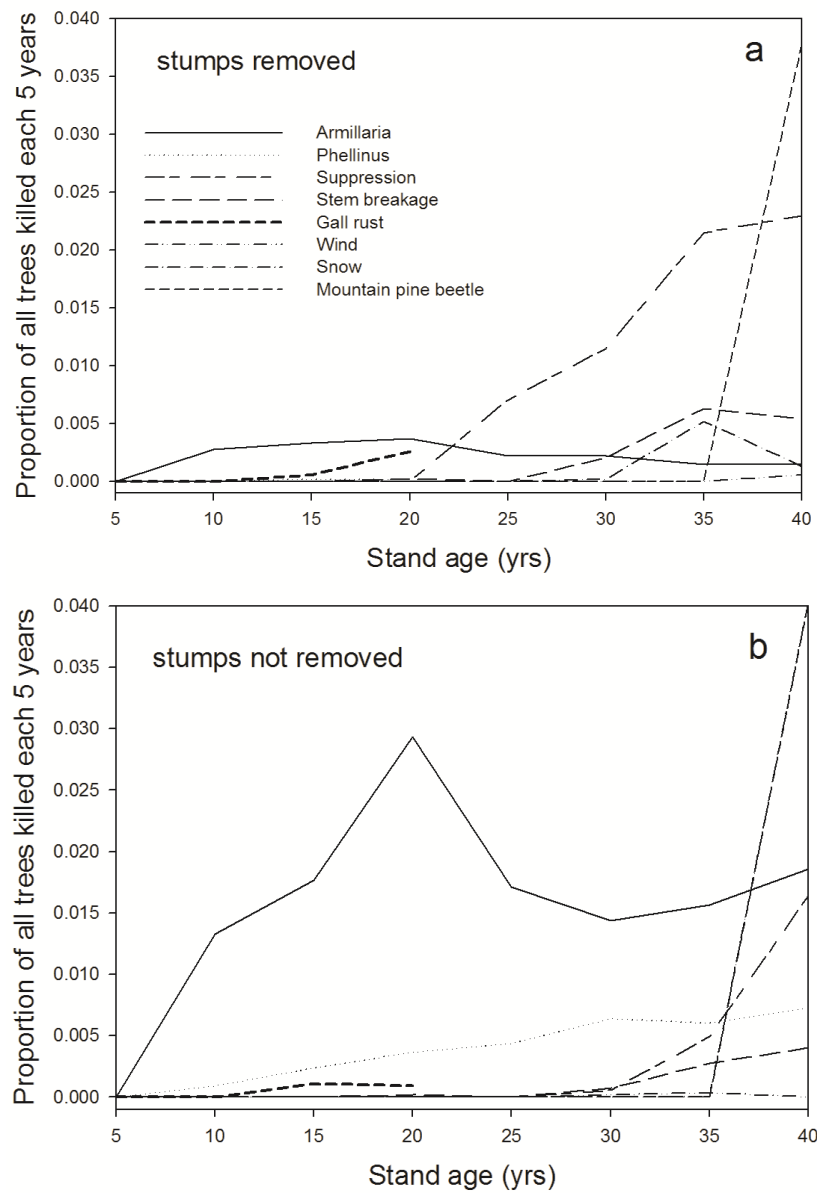 Proportion of all trees killed each 5 years
0.040
0.035
0.030
0.025
0.020
0.015
0.010
0.005
0.000
stumps removed
a
Armillaria
Phellinus
Suppression
Stem breakage
Gall rust
Wind
Snow
Mountain pine beetle
5 10 15 20 25 30 35 40
Stand age (yrs)
Proportion of all trees killed each 5 years
0.040
0.035
0.030
0.025
0.020
0.015
0.010
0.005
0.000
stumps not removed
b
5 10 15 20 25 30 35 40
Stand age (yrs)